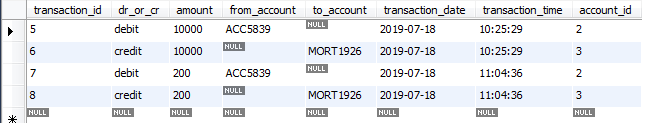 transaction_id dr_or_cr amount from_account to_account transaction_date transaction_time account_id
5 debit 10000 ACC5839 NULL 2019-07-18 10:25:29 2
6 credit 10000 NULL MORT1926 2019-07-18 10:25:29 3
7 debit 200 ACC5839 NULL 2019-07-18 11:04:36 2
8 credit 200 NULL MORT1926 2019-07-18 11:04:36 3
NULL NULL NULL NULL NULL NULL NULL NULL